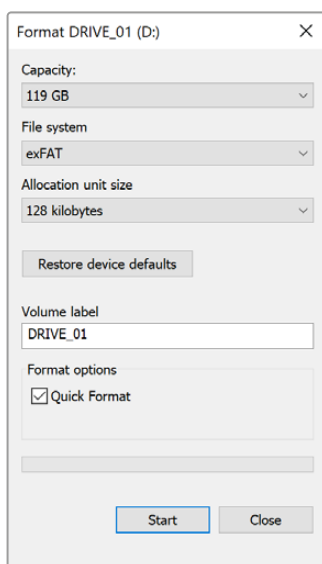 Format DRIVE_01 (D:)
Capacity:
119 GB
File system
exFAT
Allocation unit size
128 kilobytes
Restore device defaults
Volume label
DRIVE_01
Format options
Quick Format
Start Close